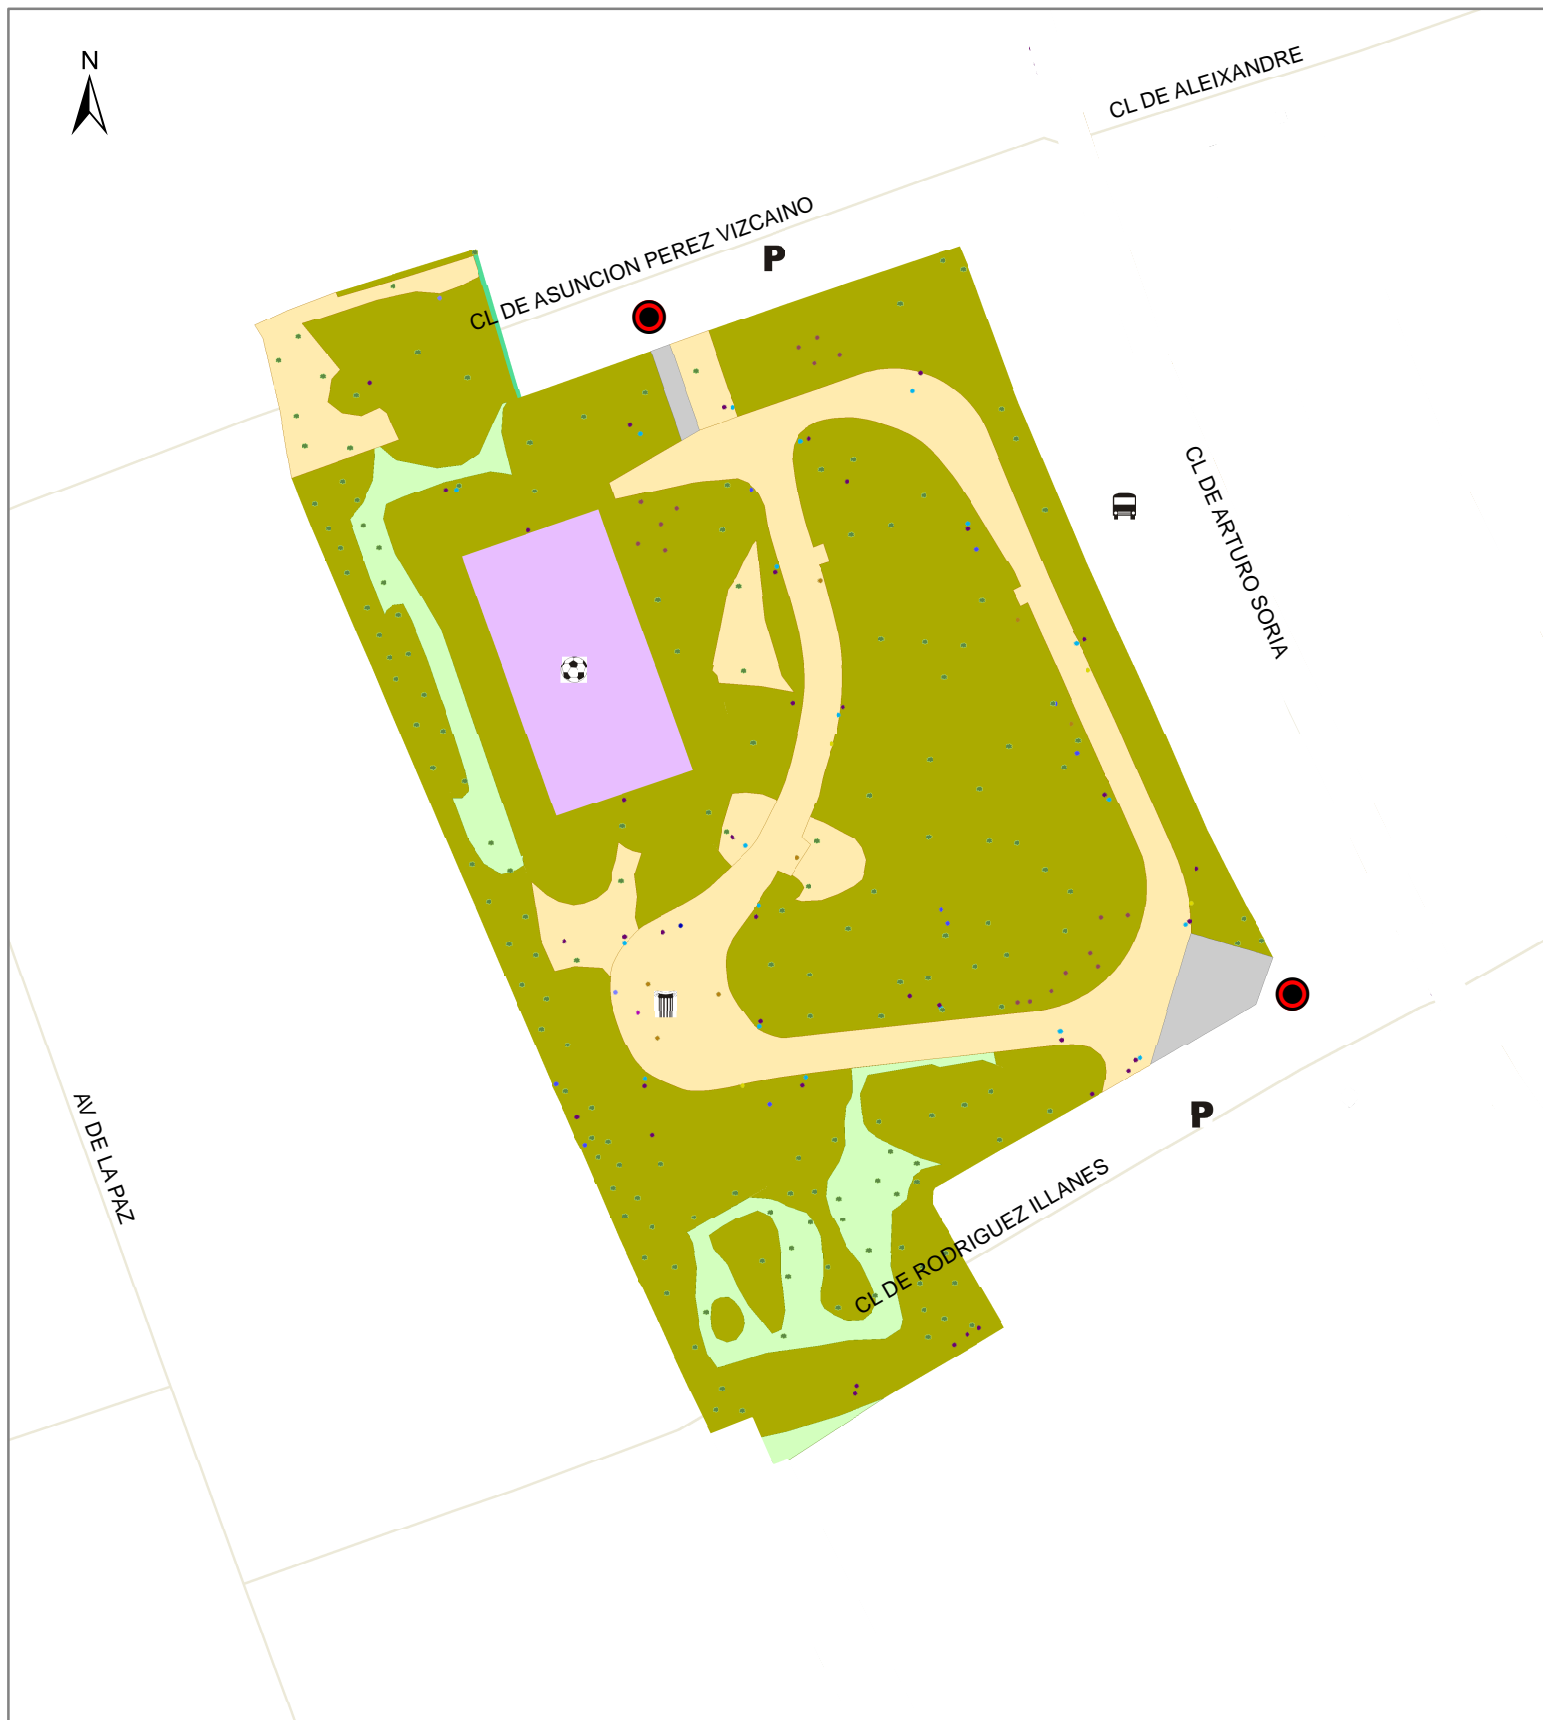 N
CL DE ALEIXANDRE
CL DE ASUNCION PEREZ VIZCAINO
P
CL DE ARTURO SORIA
AV DE LA PAZ
P
CL DE RODRIGUEZ ILLANES